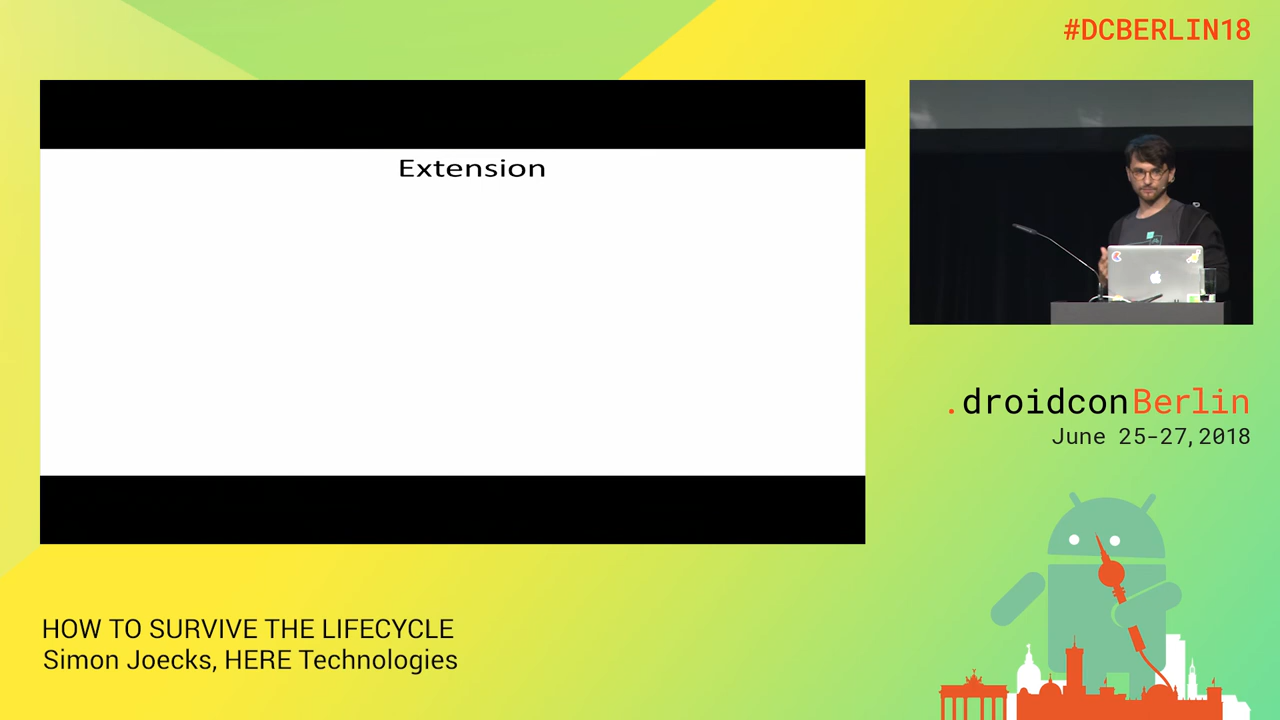 #DCBERLIN18
Extension
.droidconBerlin
June 25-27, 2018
HOW TO SURVIVE THE LIFECYCLE
Simon Joecks, HERE Technologies